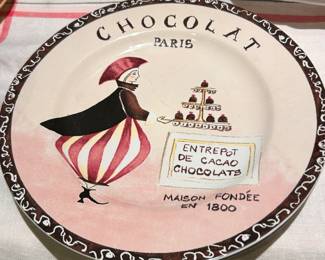 CHOCOLAT
PARIS
ENTREPOT
DE CACAO
CHOCOLATS
MAISON FONDÉE
EN 1800